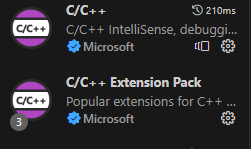 C/C++
210ms
C/C++ IntelliSense, debuggi...
Microsoft
C/C++
C/C++ Extension Pack
Popular extensions for C++ ...
Microsoft
C/C++
3